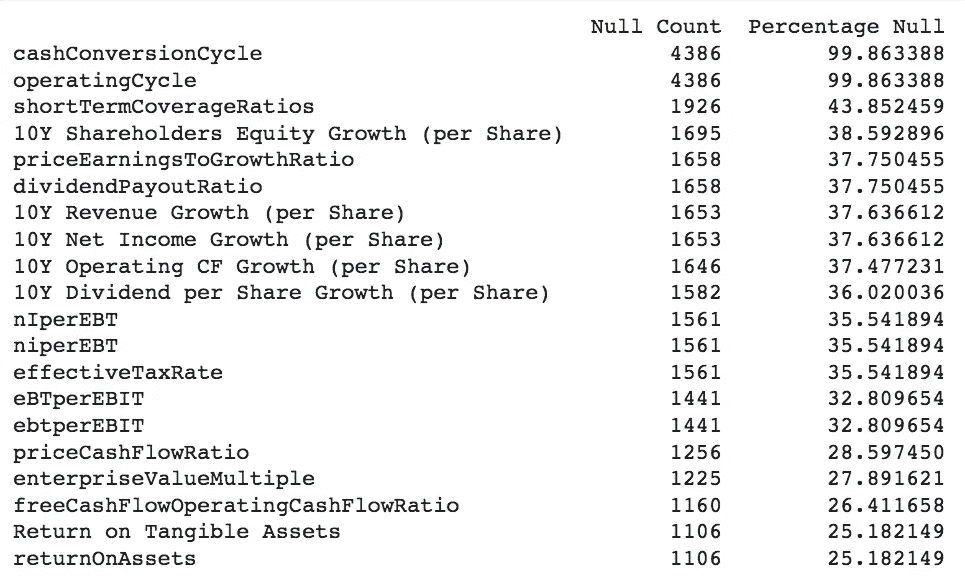 Null Count Percentage Null
cashConversionCycle 4386 99.863388
operatingCycle 4386 99.863388
shortTermCoverageRatios 1926 43.852459
10Y Shareholders Equity Growth (per Share) 1695 38.592896
priceEarningsToGrowthRatio 1658 37.750455
dividendPayoutRatio 1658 37.750455
10Y Revenue Growth (per Share) 1653 37.636612
10Y Net Income Growth (per Share) 1653 37.636612
10Y Operating CF Growth (per Share) 1646 37.477231
10Y Dividend per Share Growth (per Share) 1582 36.020036
nIperEBT 1561 35.541894
niperEBT 1561 35.541894
effectiveTaxRate 1561 35.541894
eBTperEBIT 1441 32.809654
ebtperEBIT 1441 32.809654
priceCashFlowRatio 1256 28.597450
enterpriseValueMultiple 1225 27.891621
freeCashFlowOperatingCashFlowRatio 1160 26.411658
Return on Tangible Assets 1106 25.182149
returnOnAssets 1106 25.182149